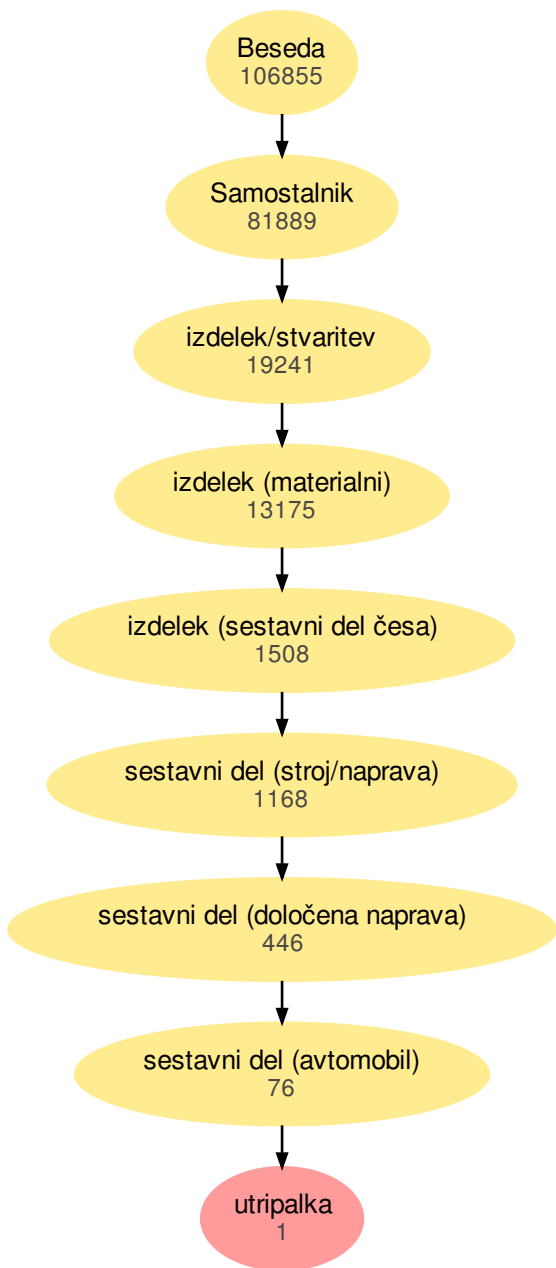 Beseda
106855
Samostalnik
81889
izdelek/stvaritev
19241
izdelek (materialni)
13175
izdelek (sestavni del česa)
1508
sestavni del (stroj/naprava)
1168
sestavni del (določena naprava)
446
sestavni del (avtomobil)
76
utripalka
1